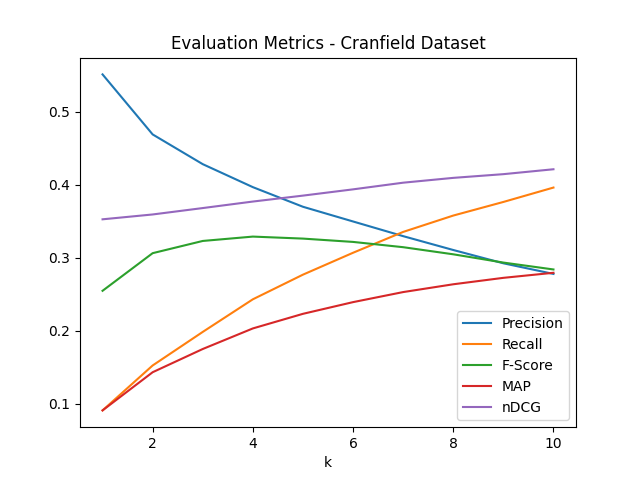 Evaluation Metrics - Cranfield Dataset
0.5
0.4
0.3
0.2
0.1
Precision
Recall
F-Score
MAP
nDCG
2 4 6 8 10
k